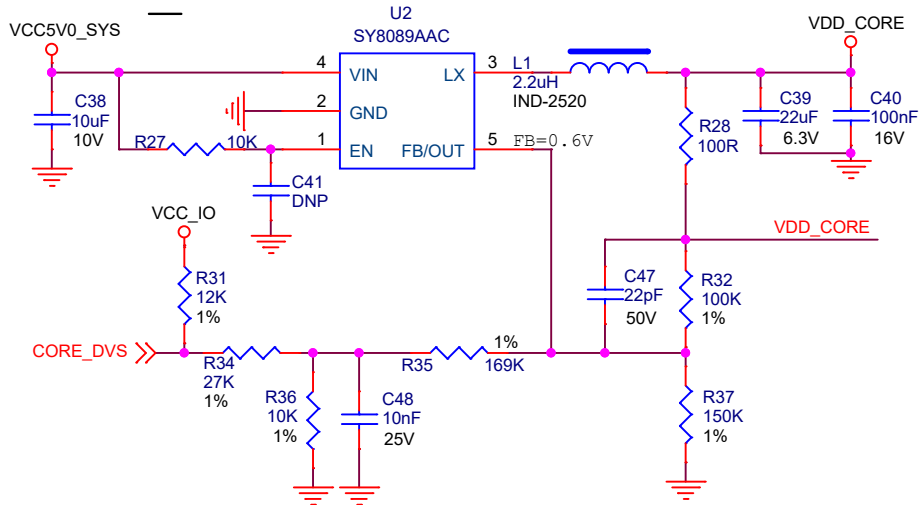 U2
SY8089AAC
VCC5V0_SYS
VDD_CORE
4
VIN
LX
3
L1
2.2uH
IND-2520
C38
10uF
10V
2
GND
R27
10K
1
EN
FB/OUT
5
FB=0.6V
R28
100R
C39
22uF
6.3V
C40
100nF
16V
C41
DNP
VCC_IO
VDD_CORE
R31
12K
1%
C47
22pF
50V
R32
100K
1%
CORE_DVS
R34
27K
1%
R35
1%
169K
R36
10K
1%
C48
10nF
25V
R37
150K
1%